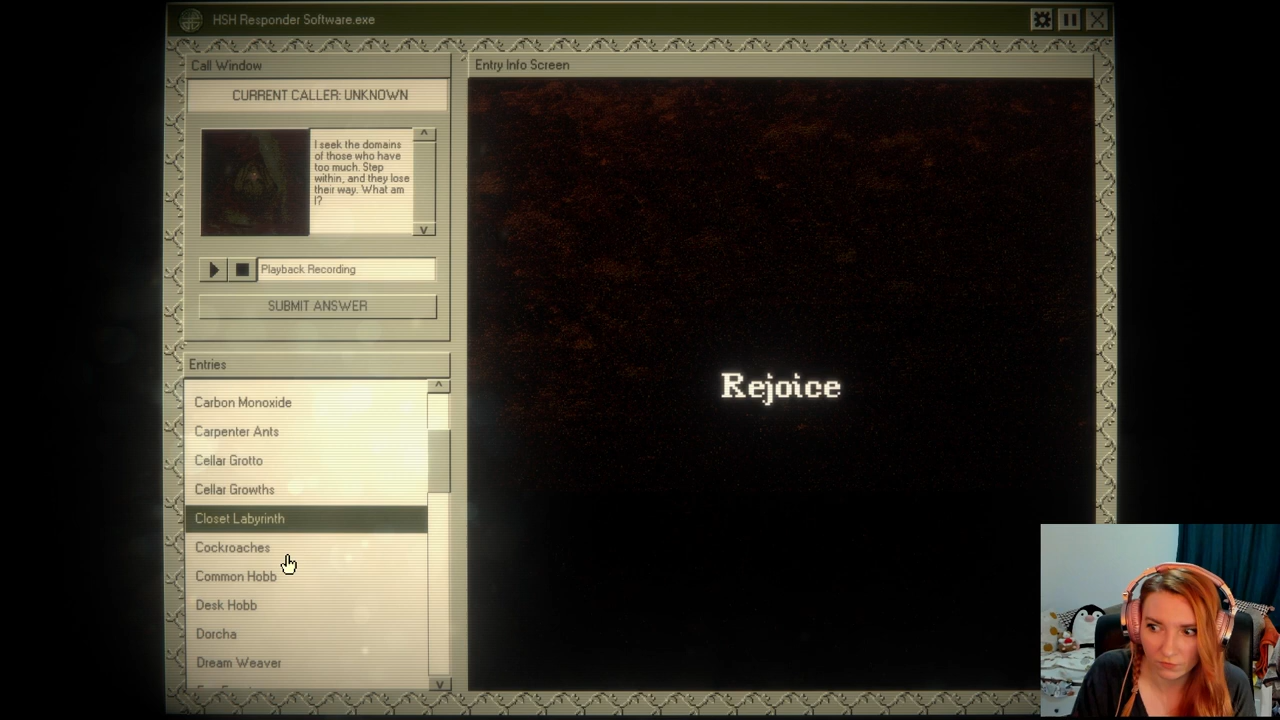 HSH Responder Software.exe
Call Window
CURRENT CALLER: UNKNOWN
I seek the domains
of those who have
too much. Step
within, and they lose
their way. What am
I?
Playback Recording
SUBMIT ANSWER
Entries
Carbon Monoxide
Carpenter Ants
Cellar Grotto
Cellar Growths
Closet Labyrinth
Cockroaches
Common Hobb
Desk Hobb
Dorcha
Dream Weaver
Entry Info Screen
Rejoice